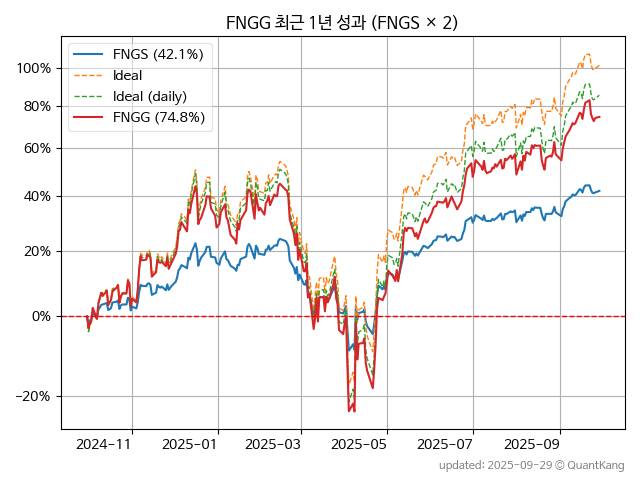 FNGG 최근 1년 성과 (FNGS × 2)
FNGS (42.1%)
Ideal
Ideal (daily)
FNGG (74.8%)
100%
80%
60%
40%
20%
0%
−20%
2024-11 2025-01 2025-03 2025-05 2025-07 2025-09
updated: 2025-09-29 © QuantKang